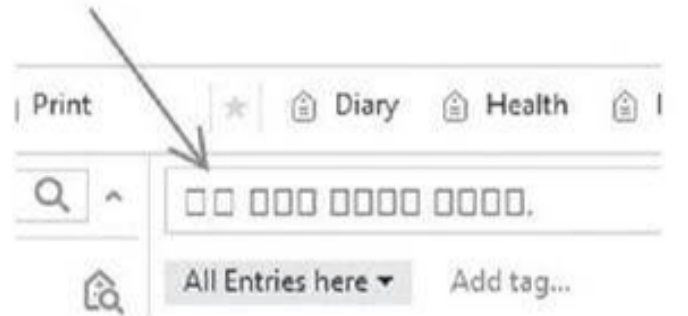 Print Diary Health
□□ □□□ □□□□ □□□□.
All Entries here Add tag...